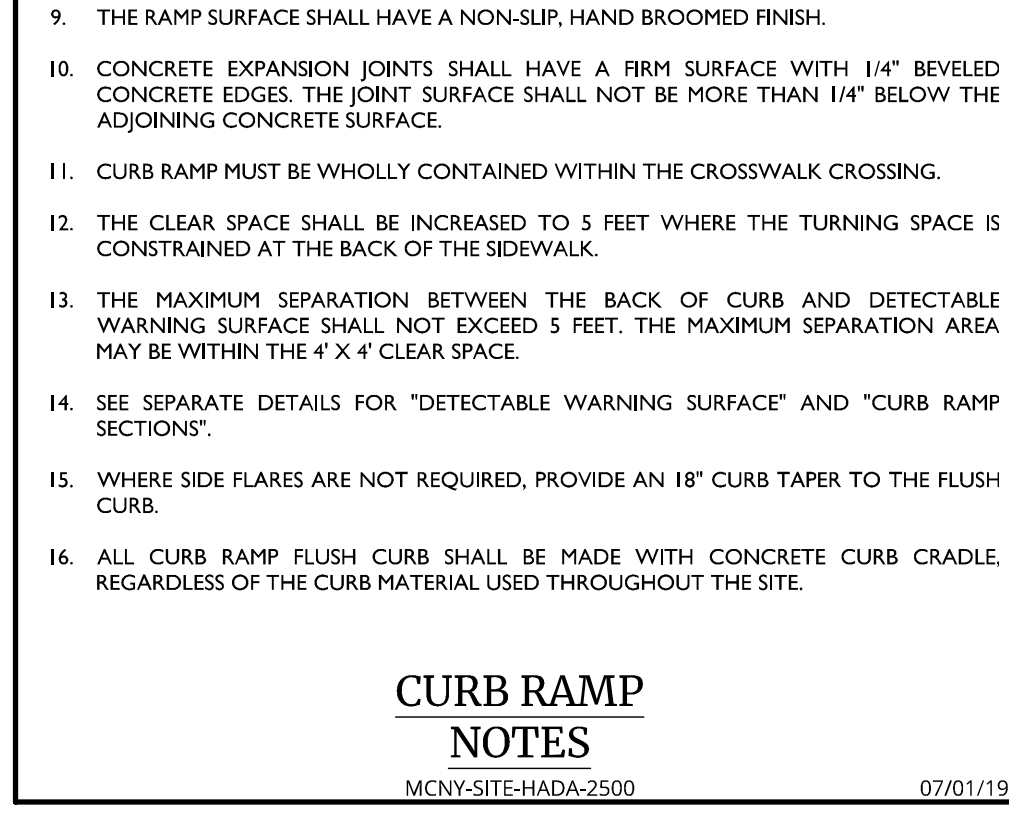 9. THE RAMP SURFACE SHALL HAVE A NON-SLIP, HAND BROOMED FINISH.
10. CONCRETE EXPANSION JOINTS SHALL HAVE A FIRM SURFACE WITH 1/4" BEVELED
CONCRETE EDGES. THE JOINT SURFACE SHALL NOT BE MORE THAN 1/4" BELOW THE
ADJOINING CONCRETE SURFACE.
11. CURB RAMP MUST BE WHOLLY CONTAINED WITHIN THE CROSSWALK CROSSING.
12. THE CLEAR SPACE SHALL BE INCREASED TO 5 FEET WHERE THE TURNING SPACE IS
CONSTRAINED AT THE BACK OF THE SIDEWALK.
13. THE MAXIMUM SEPARATION BETWEEN THE BACK OF CURB AND DETECTABLE
WARNING SURFACE SHALL NOT EXCEED 5 FEET. THE MAXIMUM SEPARATION AREA
MAY BE WITHIN THE 4' X 4' CLEAR SPACE.
14. SEE SEPARATE DETAILS FOR "DETECTABLE WARNING SURFACE" AND "CURB RAMP
SECTIONS".
15. WHERE SIDE FLARES ARE NOT REQUIRED, PROVIDE AN 18" CURB TAPER TO THE FLUSH
CURB.
16. ALL CURB RAMP FLUSH CURB SHALL BE MADE WITH CONCRETE CURB CRADLE,
REGARDLESS OF THE CURB MATERIAL USED THROUGHOUT THE SITE.
CURB RAMP
NOTES
MCNY-SITE-HADA-2500 07/01/19